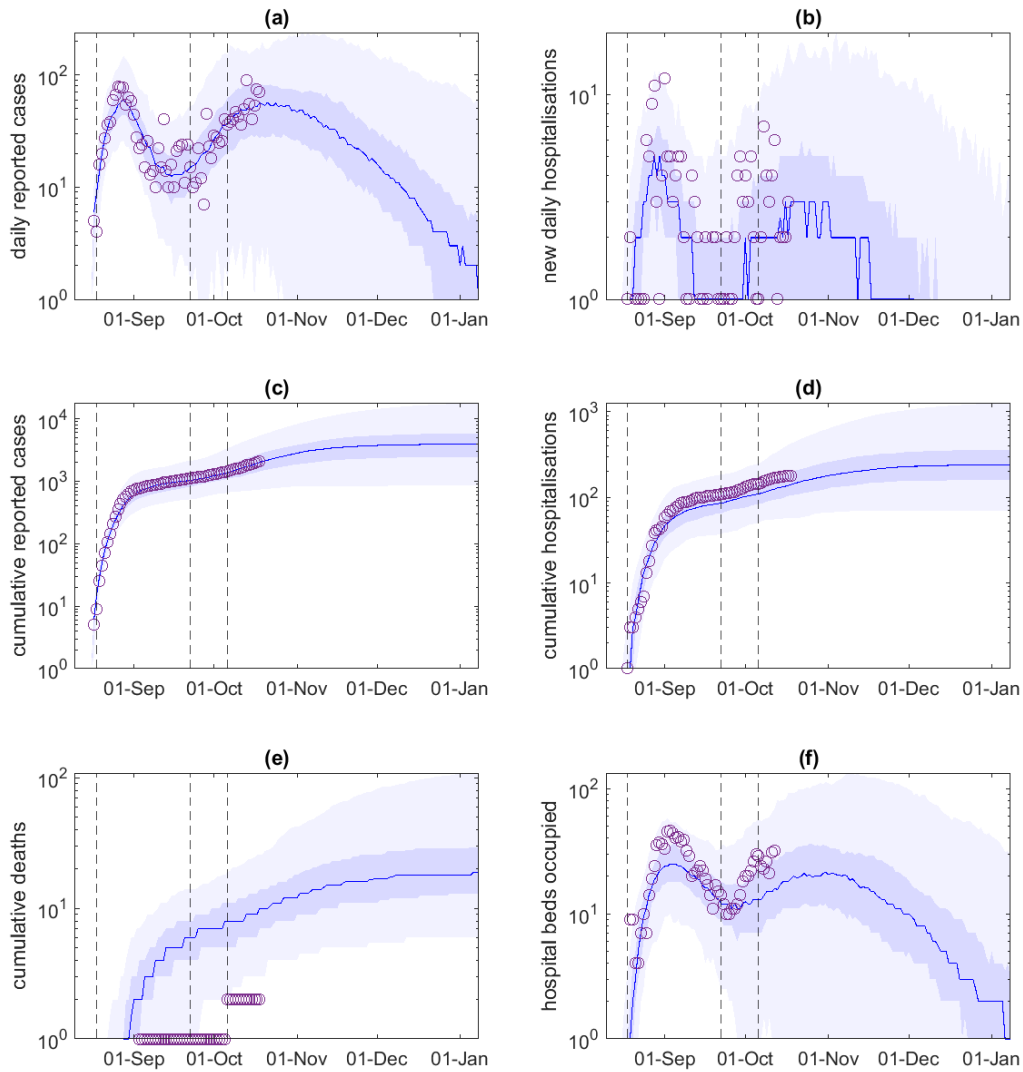 (a)
daily reported cases
10^2
10^1
10^0
01-Sep 01-Oct 01-Nov 01-Dec 01-Jan
(b)
new daily hospitalisations
10^1
10^0
01-Sep 01-Oct 01-Nov 01-Dec 01-Jan
(c)
cumulative reported cases
10^4
10^3
10^2
10^1
10^0
01-Sep 01-Oct 01-Nov 01-Dec 01-Jan
(d)
cumulative hospitalisations
10^3
10^2
10^1
10^0
01-Sep 01-Oct 01-Nov 01-Dec 01-Jan
(e)
cumulative deaths
10^2
10^1
10^0
01-Sep 01-Oct 01-Nov 01-Dec 01-Jan
(f)
hospital beds occupied
10^2
10^1
10^0
01-Sep 01-Oct 01-Nov 01-Dec 01-Jan